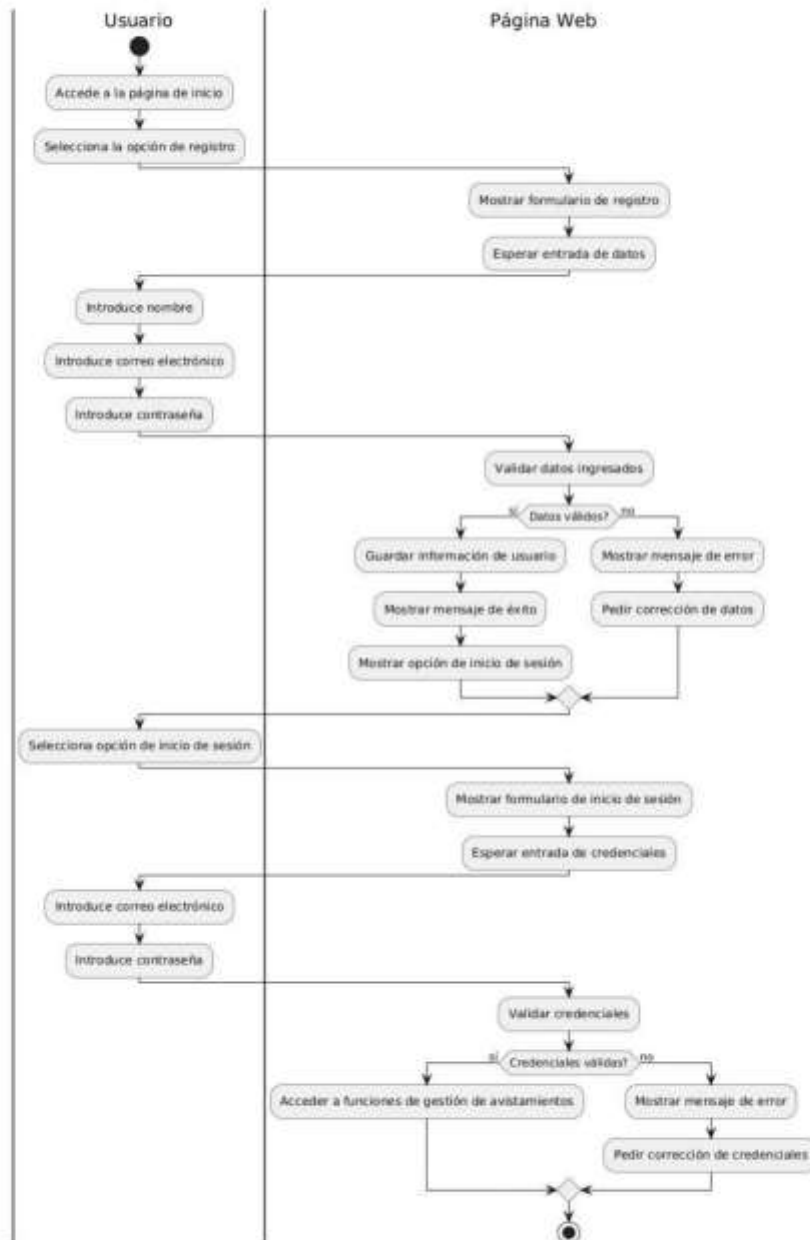 Usuario
Página Web
Accede a la página de inicio
Selecciona la opción de registro
Mostrar formulario de registro
Esperar entrada de datos
Introduce nombre
Introduce correo electrónico
Introduce contraseña
Validar datos ingresados
sí
Datos válidos?
no
Guardar información de usuario
Mostrar mensaje de error
Mostrar mensaje de éxito
Pedir corrección de datos
Mostrar opción de inicio de sesión
Selecciona opción de inicio de sesión
Mostrar formulario de inicio de sesión
Esperar entrada de credenciales
Introduce correo electrónico
Introduce contraseña
Validar credenciales
sí
Credenciales válidas?
no
Acceder a funciones de gestión de avistamientos
Mostrar mensaje de error
Pedir corrección de credenciales